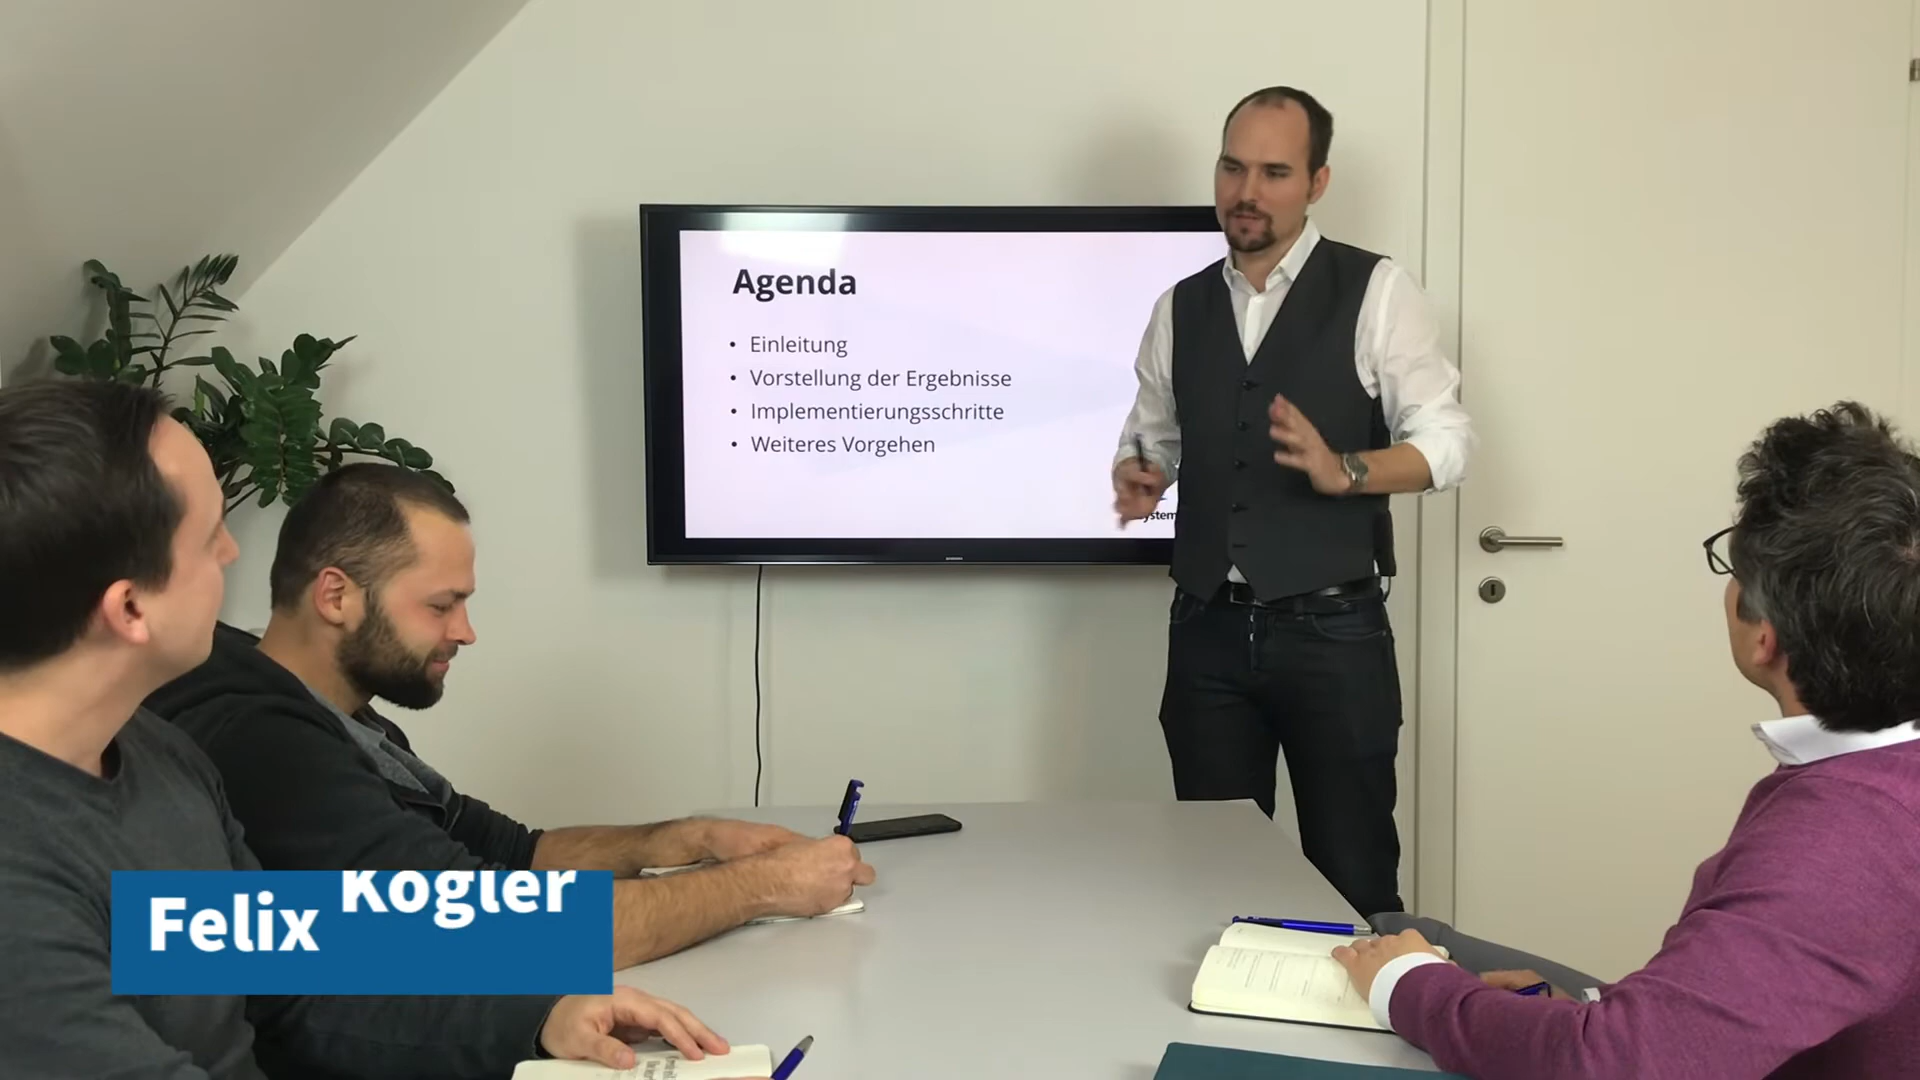 Agenda
• Einleitung
• Vorstellung der Ergebnisse
• Implementierungsschritte
• Weiteres Vorgehen
Felix Kogler